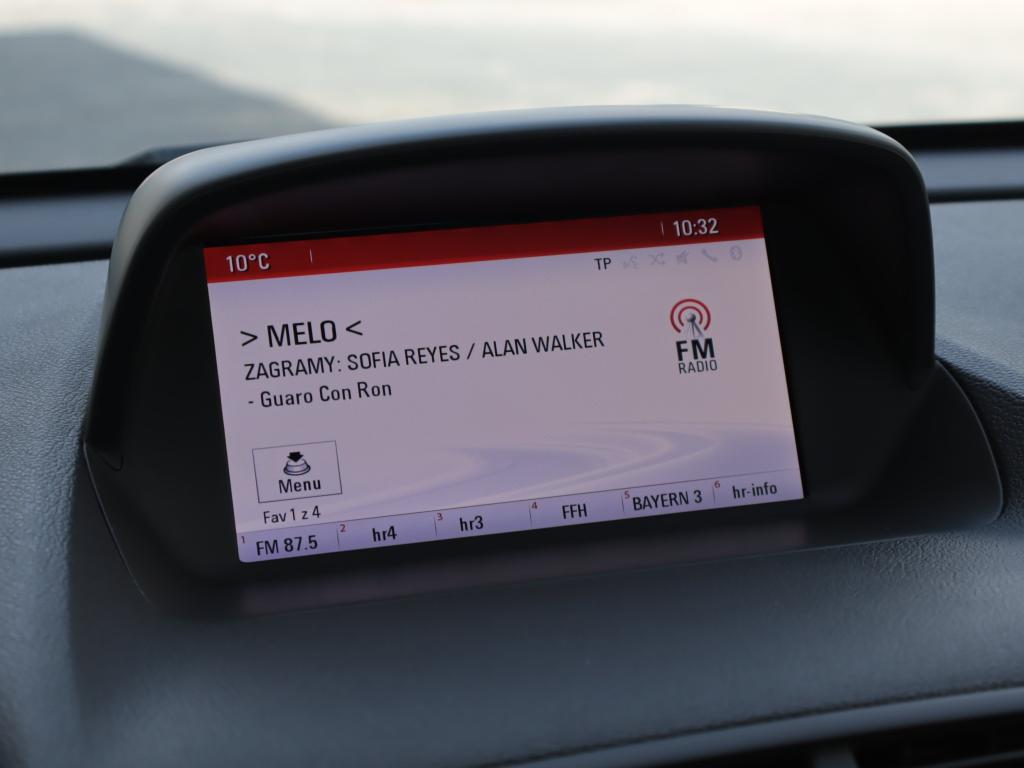 10°C
10:32
TP
> MELO <
ZAGRAMY: SOFIA REYES / ALAN WALKER
- Guaro Con Ron
FM
RADIO
Menu
Fav 1 z 4
1 FM 87.5 2 hr4 3 hr3 4 FFH 5 BAYERN 3 6 hr-info